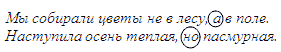 Мы собирали цветы не в лесу, а в поле.
Наступила осень теплая, но пасмурная.